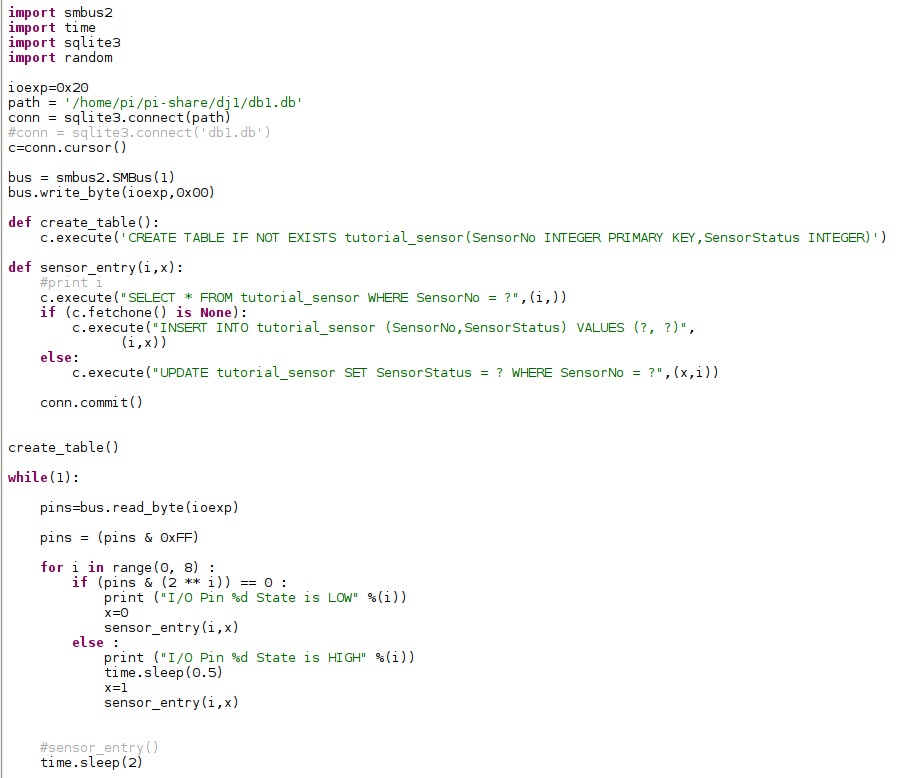 import smbus2
import time
import sqlite3
import random
ioexp=0x20
path = '/home/pi/pi-share/dj1/db1.db'
conn = sqlite3.connect(path)
#conn = sqlite3.connect('db1.db')
c=conn.cursor()
bus = smbus2.SMBus(1)
bus.write_byte(ioexp,0x00)
def create_table():
    c.execute('CREATE TABLE IF NOT EXISTS tutorial_sensor(SensorNo INTEGER PRIMARY KEY,SensorStatus INTEGER)')
def sensor_entry(i,x):
    #print i
    c.execute("SELECT * FROM tutorial_sensor WHERE SensorNo = ?",(i,))
    if (c.fetchone() is None):
        c.execute("INSERT INTO tutorial_sensor (SensorNo,SensorStatus) VALUES (?, ?)",
              (i,x))
    else:
        c.execute("UPDATE tutorial_sensor SET SensorStatus = ? WHERE SensorNo = ?",(x,i))
    conn.commit()
create_table()
while(1):
    pins=bus.read_byte(ioexp)
    pins = (pins & 0xFF)
    for i in range(0, 8) :
        if (pins & (2 ** i)) == 0 :
            print ("I/O Pin %d State is LOW" %(i))
            x=0
            sensor_entry(i,x)
        else :
            print ("I/O Pin %d State is HIGH" %(i))
            time.sleep(0.5)
            x=1
            sensor_entry(i,x)
    #sensor_entry()
    time.sleep(2)